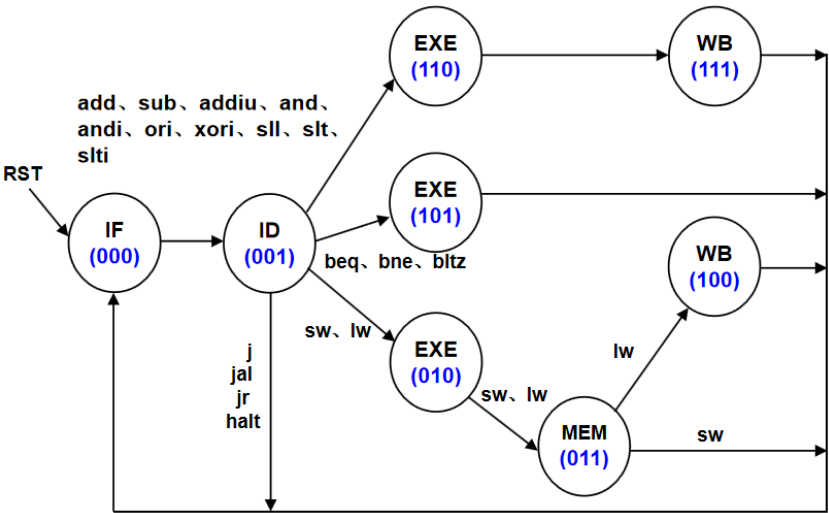 EXE
(110)
WB
(111)
add、sub、addiu、and、
andi、ori、xori、sll、slt、
slti
RST
IF
(000)
ID
(001)
EXE
(101)
beq、bne、bltz
WB
(100)
sw、lw
EXE
(010)
j
jal
jr
halt
sw、lw
lw
MEM
(011)
sw